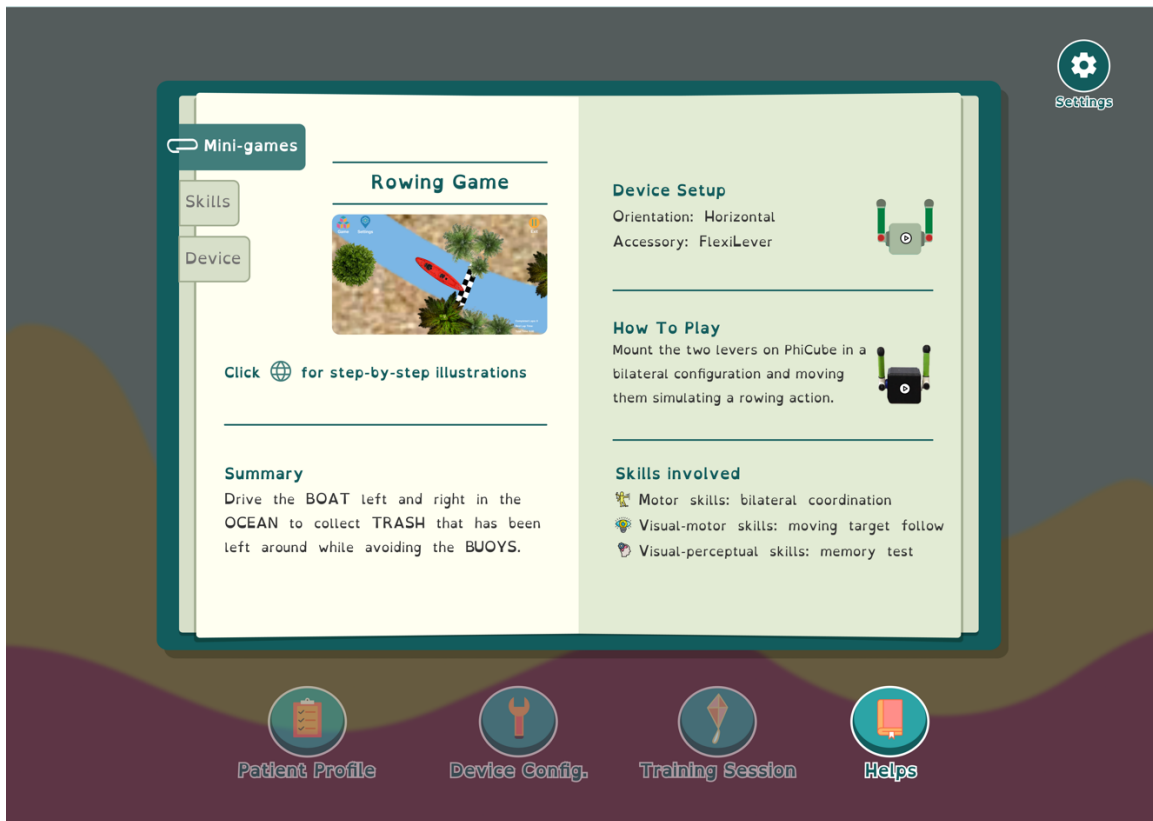 Settings
Mini-games
Skills
Device
Rowing Game
Click for step-by-step illustrations
Summary
Drive the BOAT left and right in the
OCEAN to collect TRASH that has been
left around while avoiding the BUOYS.
Device Setup
Orientation: Horizontal
Accessory: FlexiLever
How To Play
Mount the two levers on PhiCube in a
bilateral configuration and moving
them simulating a rowing action.
Skills involved
Motor skills: bilateral coordination
Visual-motor skills: moving target follow
Visual-perceptual skills: memory test
Patient Profile
Device Config.
Training Session
Helps